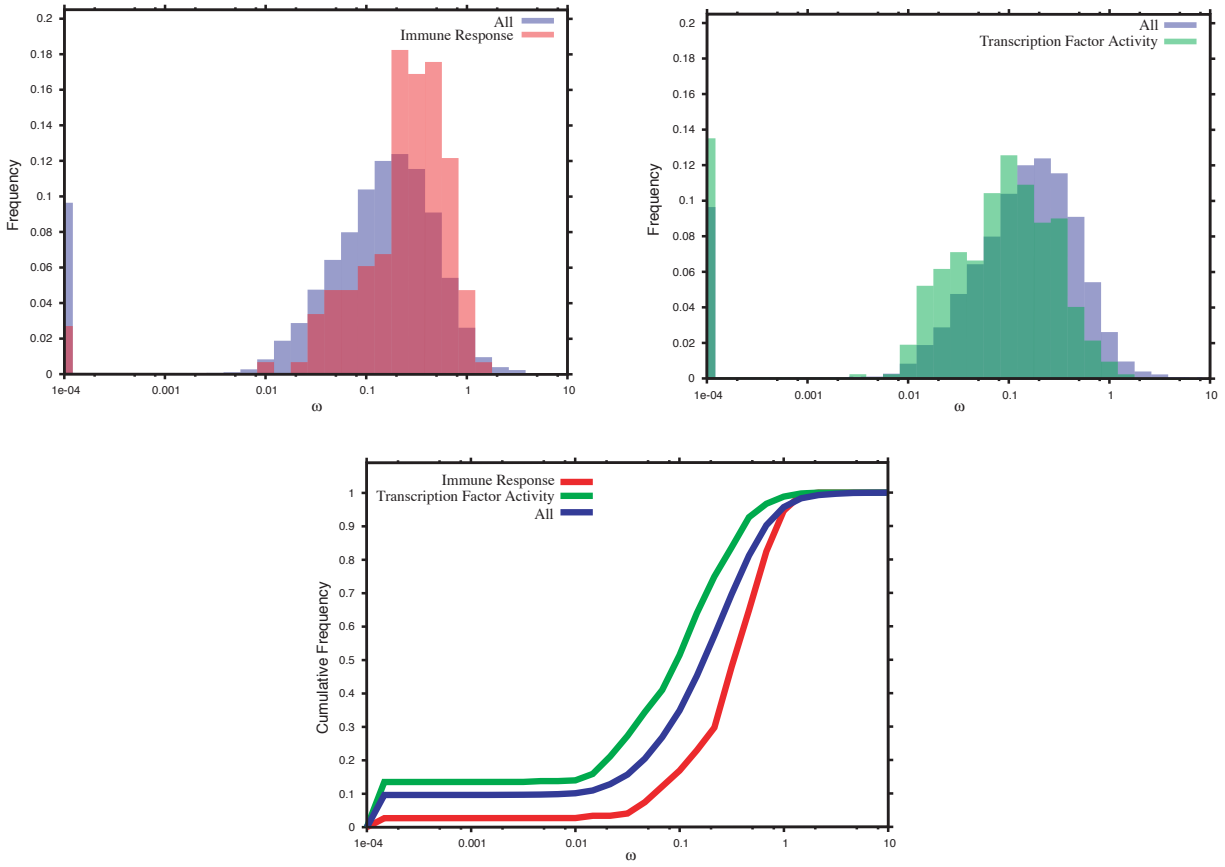 All
Immune Response
Frequency
0.2
0.18
0.16
0.14
0.12
0.1
0.08
0.06
0.04
0.02
0
1e-04 0.001 0.01 0.1 1 10
ω
All
Transcription Factor Activity
Frequency
0.2
0.18
0.16
0.14
0.12
0.1
0.08
0.06
0.04
0.02
0
1e-04 0.001 0.01 0.1 1 10
ω
Immune Response
Transcription Factor Activity
All
Cumulative Frequency
1
0.9
0.8
0.7
0.6
0.5
0.4
0.3
0.2
0.1
0
1e-04 0.001 0.01 0.1 1 10
ω